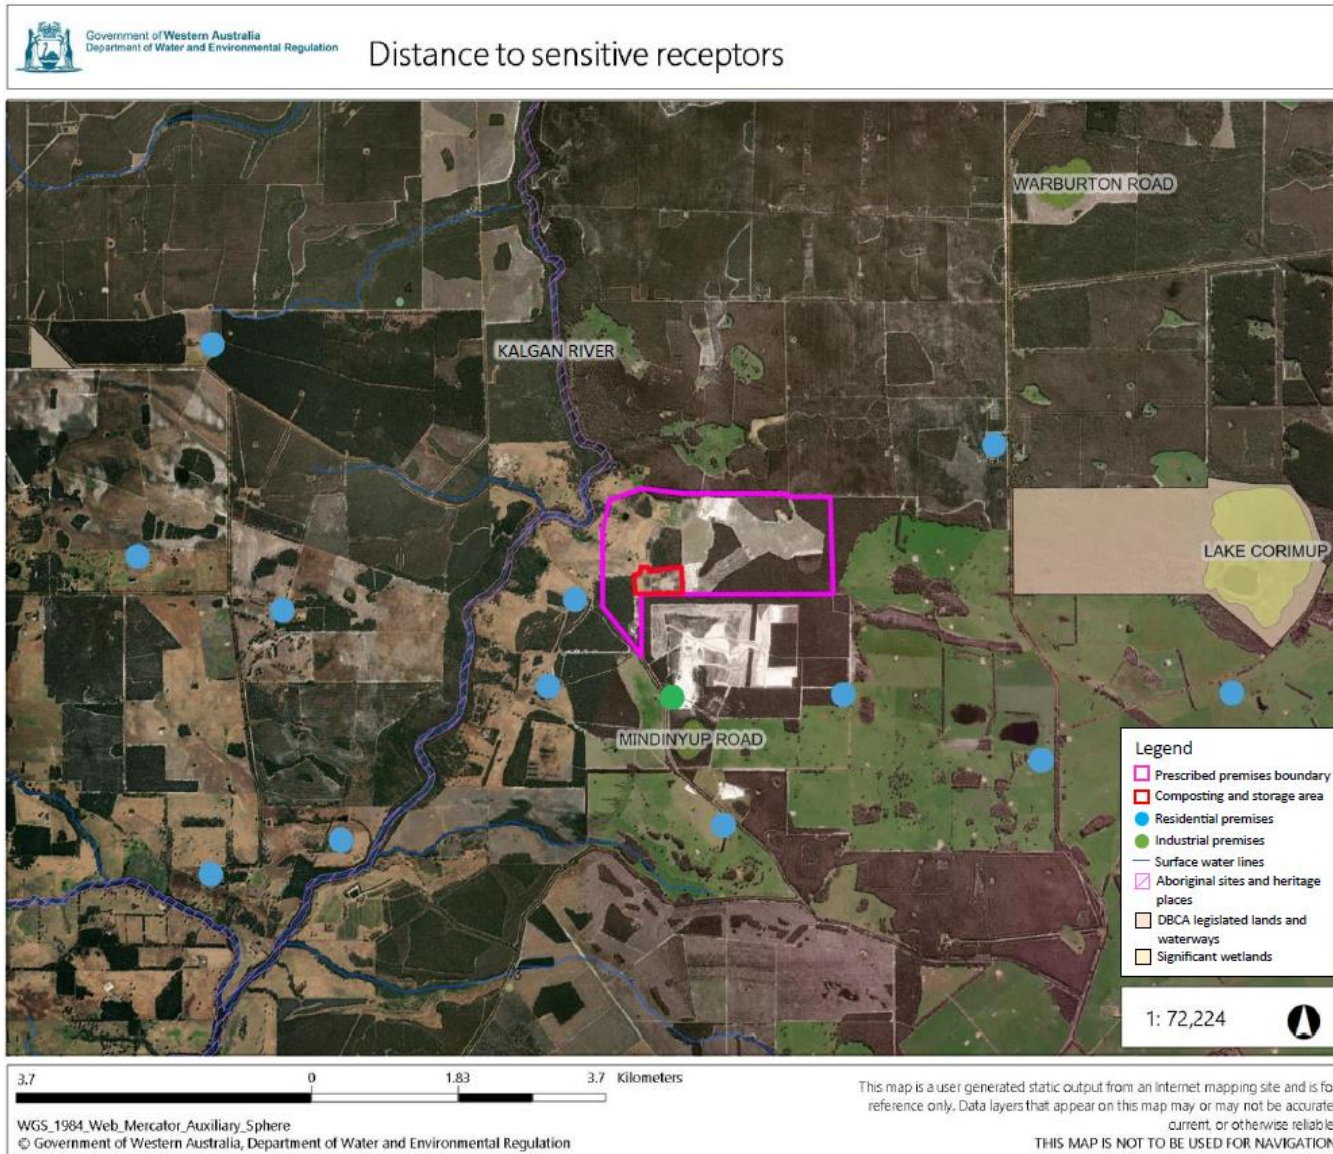 Government of Western Australia
Department of Water and Environmental Regulation
Distance to sensitive receptors
WARBURTON ROAD
4
KALGAN RIVER
LAKE CORIMUP
MINDINYUP ROAD
Legend
Prescribed premises boundary
Composting and storage area
Residential premises
Industrial premises
Surface water lines
Aboriginal sites and heritage
places
DBCA legislated lands and
waterways
Significant wetlands
1: 72,224
3.7 0 1.83 3.7 Kilometers
WGS_1984_Web_Mercator_Auxiliary_Sphere
© Government of Western Australia, Department of Water and Environmental Regulation
This map is a user generated static output from an Internet mapping site and is fo
reference only. Data layers that appear on this map may or may not be accurate
current, or otherwise reliable
THIS MAP IS NOT TO BE USED FOR NAVIGATION